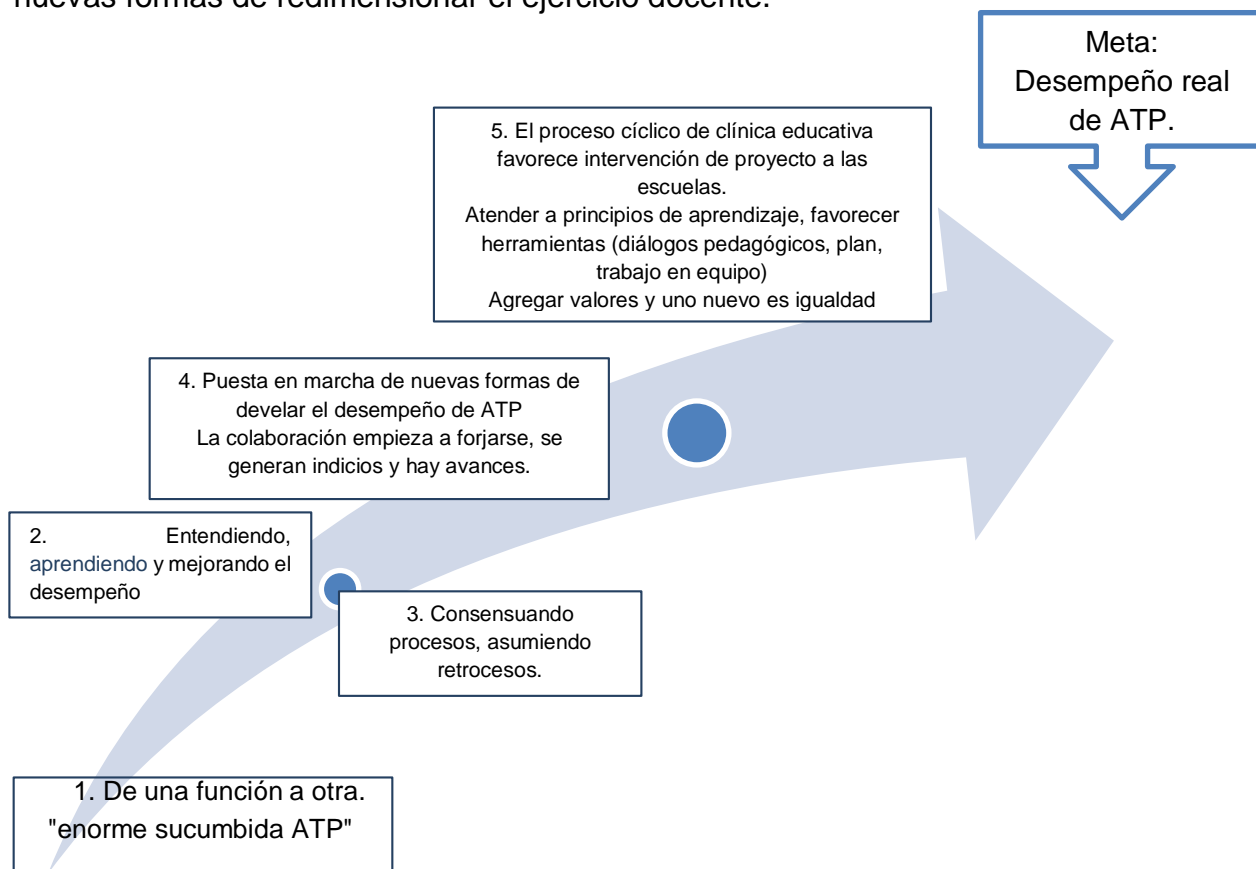 nuevas formas de redimensionar el ejercicio docente.
Meta:
Desempeño real
de ATP.
5. El proceso cíclico de clínica educativa
favorece intervención de proyecto a las
escuelas.
Atender a principios de aprendizaje, favorecer
herramientas (diálogos pedagógicos, plan,
trabajo en equipo)
Agregar valores y uno nuevo es igualdad
4. Puesta en marcha de nuevas formas de
develar el desempeño de ATP
La colaboración empieza a forjarse, se
generan indicios y hay avances.
2. Entendiendo,
aprendiendo y mejorando el
desempeño
3. Consensuando
procesos, asumiendo
retrocesos.
1. De una función a otra.
"enorme sucumbida ATP"